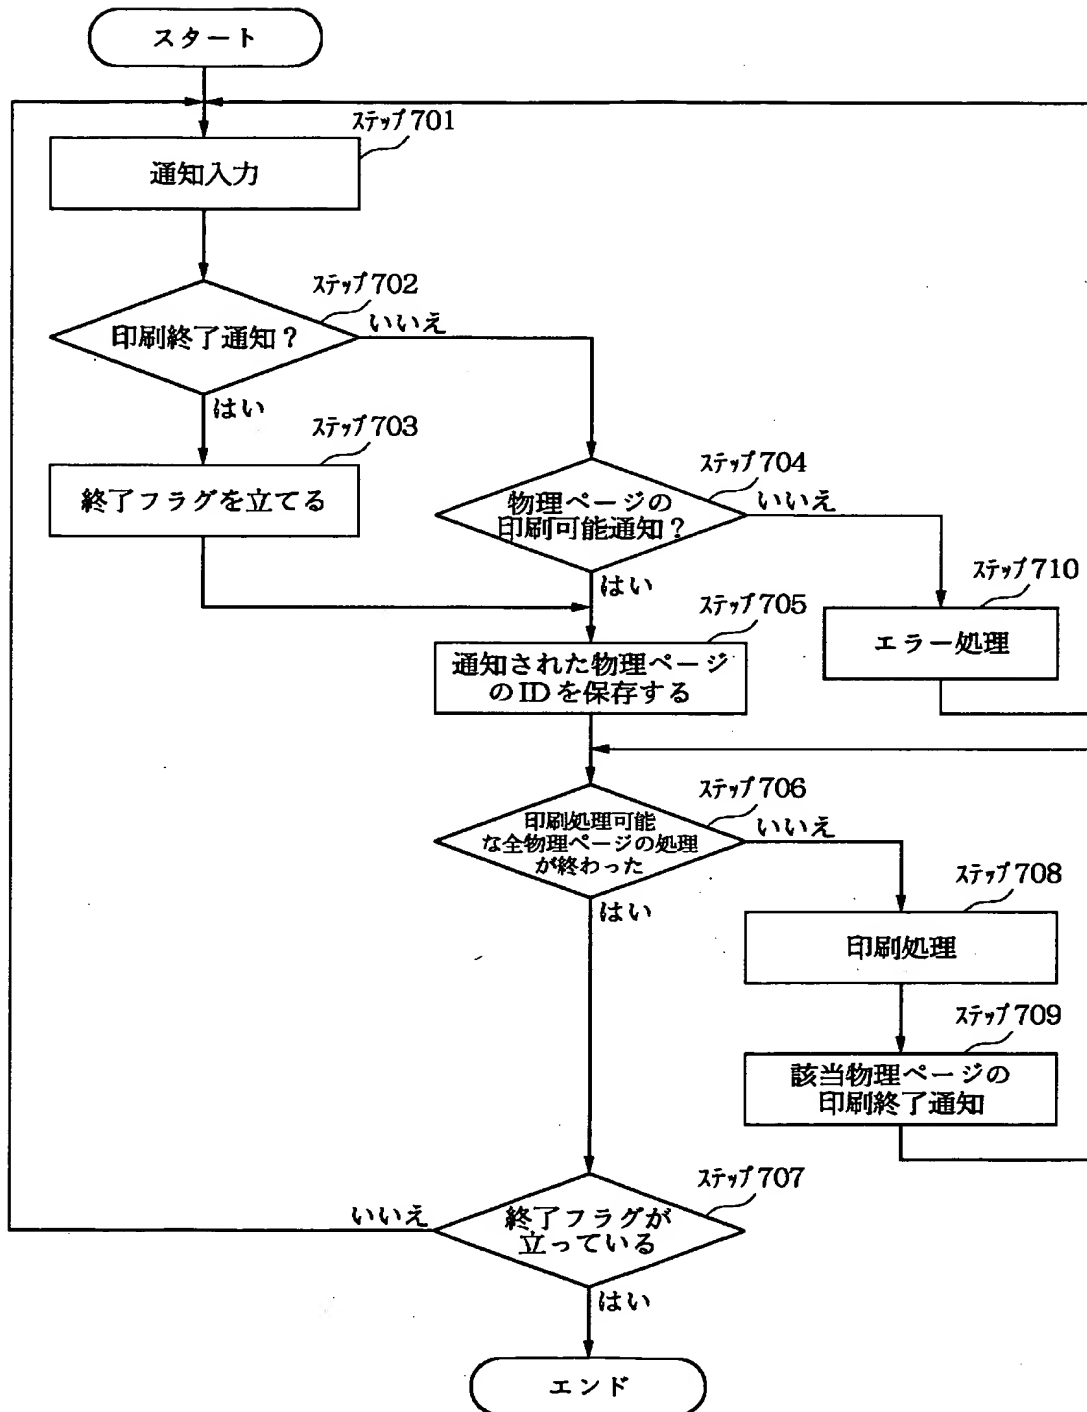 スタート
ステップ701
通知入力
ステップ702
印刷終了通知?
いいえ
はい
ステップ703
終了フラグを立てる
ステップ704
物理ページの
印刷可能通知?
いいえ
はい
ステップ710
エラー処理
ステップ705
通知された物理ページ
のIDを保存する
ステップ706
印刷処理可能
な全物理ページの処理
が終わった
いいえ
はい
ステップ708
印刷処理
ステップ709
該当物理ページの
印刷終了通知
ステップ707
終了フラグが
立っている
いいえ
はい
エンド